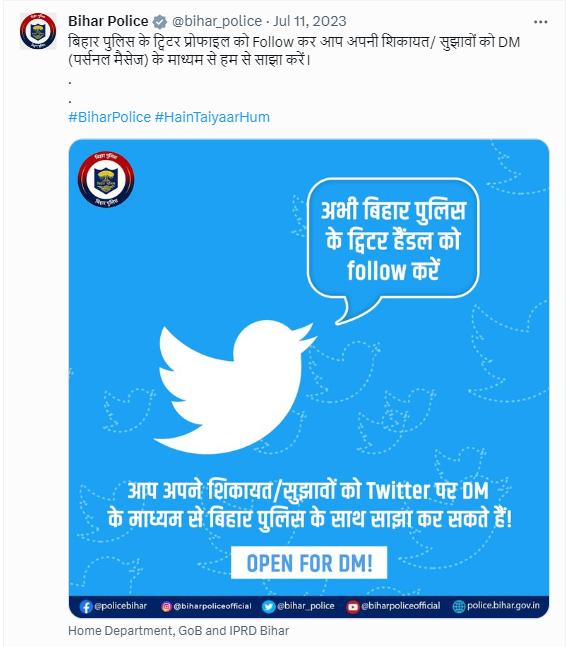 Bihar Police @bihar_police · Jul 11, 2023
बिहार पुलिस के ट्विटर प्रोफाइल को Follow कर आप अपनी शिकायत/ सुझावों को DM
(पर्सनल मैसेज) के माध्यम से हम से साझा करें।
.
.
#BiharPolice #HainTaiyaarHum
बिहार पुलिस
बिहार पुलिस
अभी बिहार पुलिस
के ट्विटर हैंडल को
follow करें
आप अपने शिकायत/सुझावों को Twitter पर DM
के माध्यम से बिहार पुलिस के साथ साझा कर सकते हैं!
OPEN FOR DM!
@policebihar @biharpoliceofficial @bihar_police @biharpoliceofficial police.bihar.gov.in
Home Department, GoB and IPRD Bihar